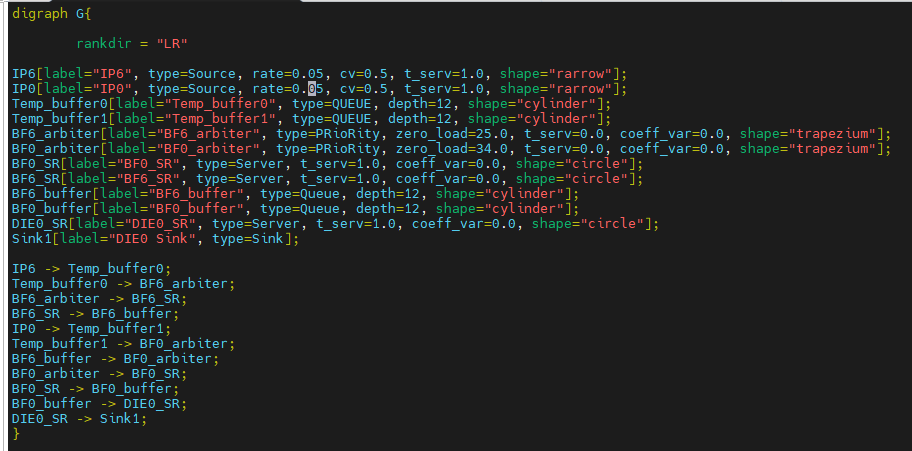 digraph G{
rankdir = "LR"
IP6[label="IP6", type=Source, rate=0.05, cv=0.5, t_serv=1.0, shape="rarrow"];
IP0[label="IP0", type=Source, rate=0.05, cv=0.5, t_serv=1.0, shape="rarrow"];
Temp_buffer0[label="Temp_buffer0", type=QUEUE, depth=12, shape="cylinder"];
Temp_buffer1[label="Temp_buffer1", type=QUEUE, depth=12, shape="cylinder"];
BF6_arbiter[label="BF6_arbiter", type=PRioRity, zero_load=25.0, t_serv=0.0, coeff_var=0.0, shape="trapezium"];
BF0_arbiter[label="BF0_arbiter", type=PRioRity, zero_load=34.0, t_serv=0.0, coeff_var=0.0, shape="trapezium"];
BF0_SR[label="BF0_SR", type=Server, t_serv=1.0, coeff_var=0.0, shape="circle"];
BF6_SR[label="BF6_SR", type=Server, t_serv=1.0, coeff_var=0.0, shape="circle"];
BF6_buffer[label="BF6_buffer", type=Queue, depth=12, shape="cylinder"];
BF0_buffer[label="BF0_buffer", type=Queue, depth=12, shape="cylinder"];
DIE0_SR[label="DIE0_SR", type=Server, t_serv=1.0, coeff_var=0.0, shape="circle"];
Sink1[label="DIE0 Sink", type=Sink];
IP6 -> Temp_buffer0;
Temp_buffer0 -> BF6_arbiter;
BF6_arbiter -> BF6_SR;
BF6_SR -> BF6_buffer;
IP0 -> Temp_buffer1;
Temp_buffer1 -> BF0_arbiter;
BF6_buffer -> BF0_arbiter;
BF0_arbiter -> BF0_SR;
BF0_SR -> BF0_buffer;
BF0_buffer -> DIE0_SR;
DIE0_SR -> Sink1;
}